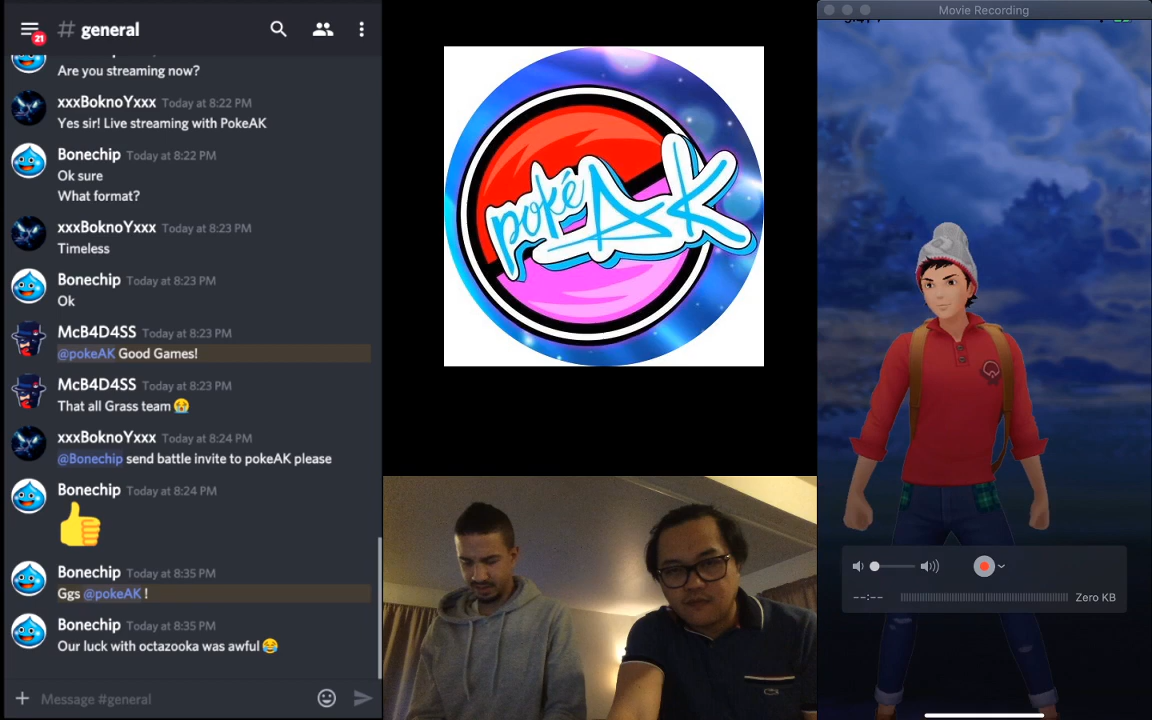 21
# general
Are you streaming now?
xxxBoknoYxxx Today at 8:22 PM
Yes sir! Live streaming with PokeAK
Bonechip Today at 8:22 PM
Ok sure
What format?
xxxBoknoYxxx Today at 8:23 PM
Timeless
Bonechip Today at 8:23 PM
Ok
McB4D4SS Today at 8:23 PM
@pokeAK Good Games!
McB4D4SS Today at 8:23 PM
That all Grass team 😭
xxxBoknoYxxx Today at 8:24 PM
@Bonechip send battle invite to pokeAK please
Bonechip Today at 8:24 PM
👍
Bonechip Today at 8:35 PM
Ggs @pokeAK !
Bonechip Today at 8:35 PM
Our luck with octazooka was awful 😂
Message #general
poké AK
Movie Recording
--:--
Zero KB